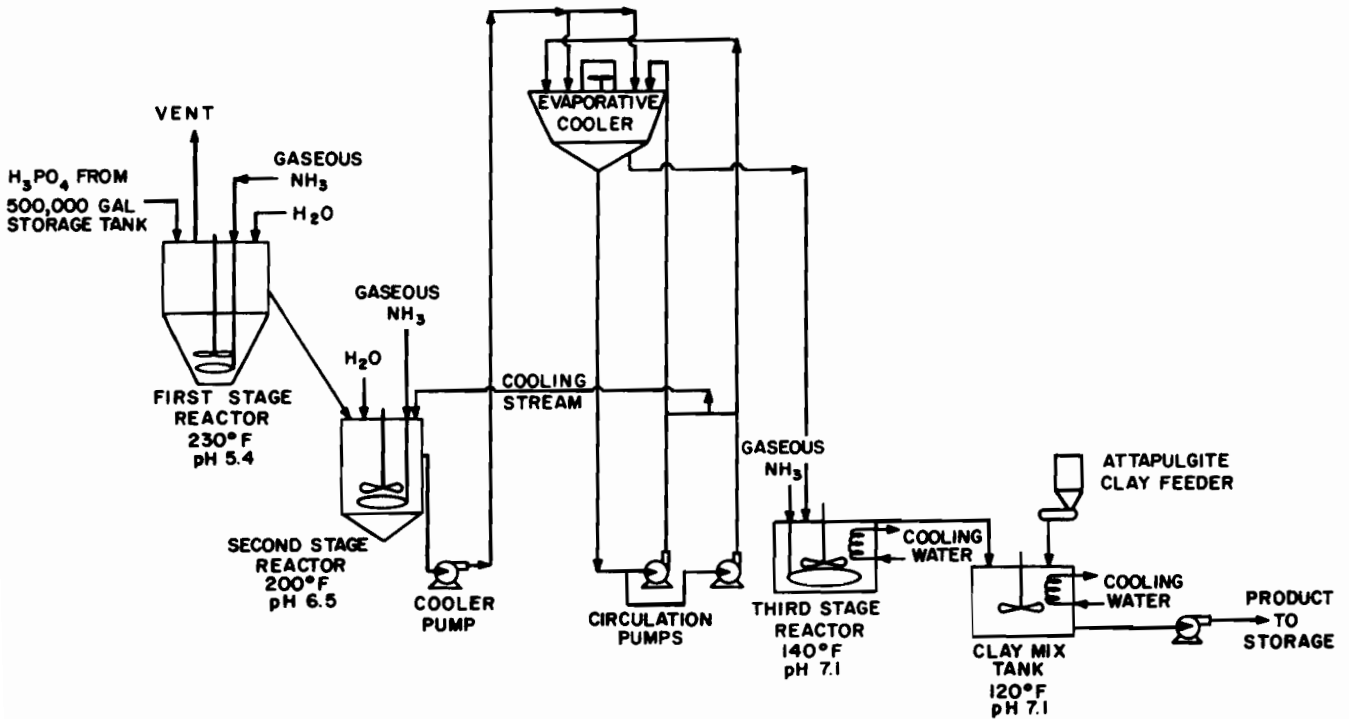 VENT
GASEOUS
NH₃
H₃PO₄ FROM
500,000 GAL
STORAGE TANK
H₂O
FIRST STAGE
REACTOR
230°F
pH 5.4
GASEOUS
NH₃
H₂O
SECOND STAGE
REACTOR
200°F
pH 6.5
COOLER
PUMP
EVAPORATIVE
COOLER
COOLING
STREAM
CIRCULATION
PUMPS
GASEOUS
NH₃
COOLING
WATER
THIRD STAGE
REACTOR
140°F
pH 7.1
ATTAPULGITE
CLAY FEEDER
COOLING
WATER
CLAY MIX
TANK
120°F
pH 7.1
PRODUCT
TO
STORAGE